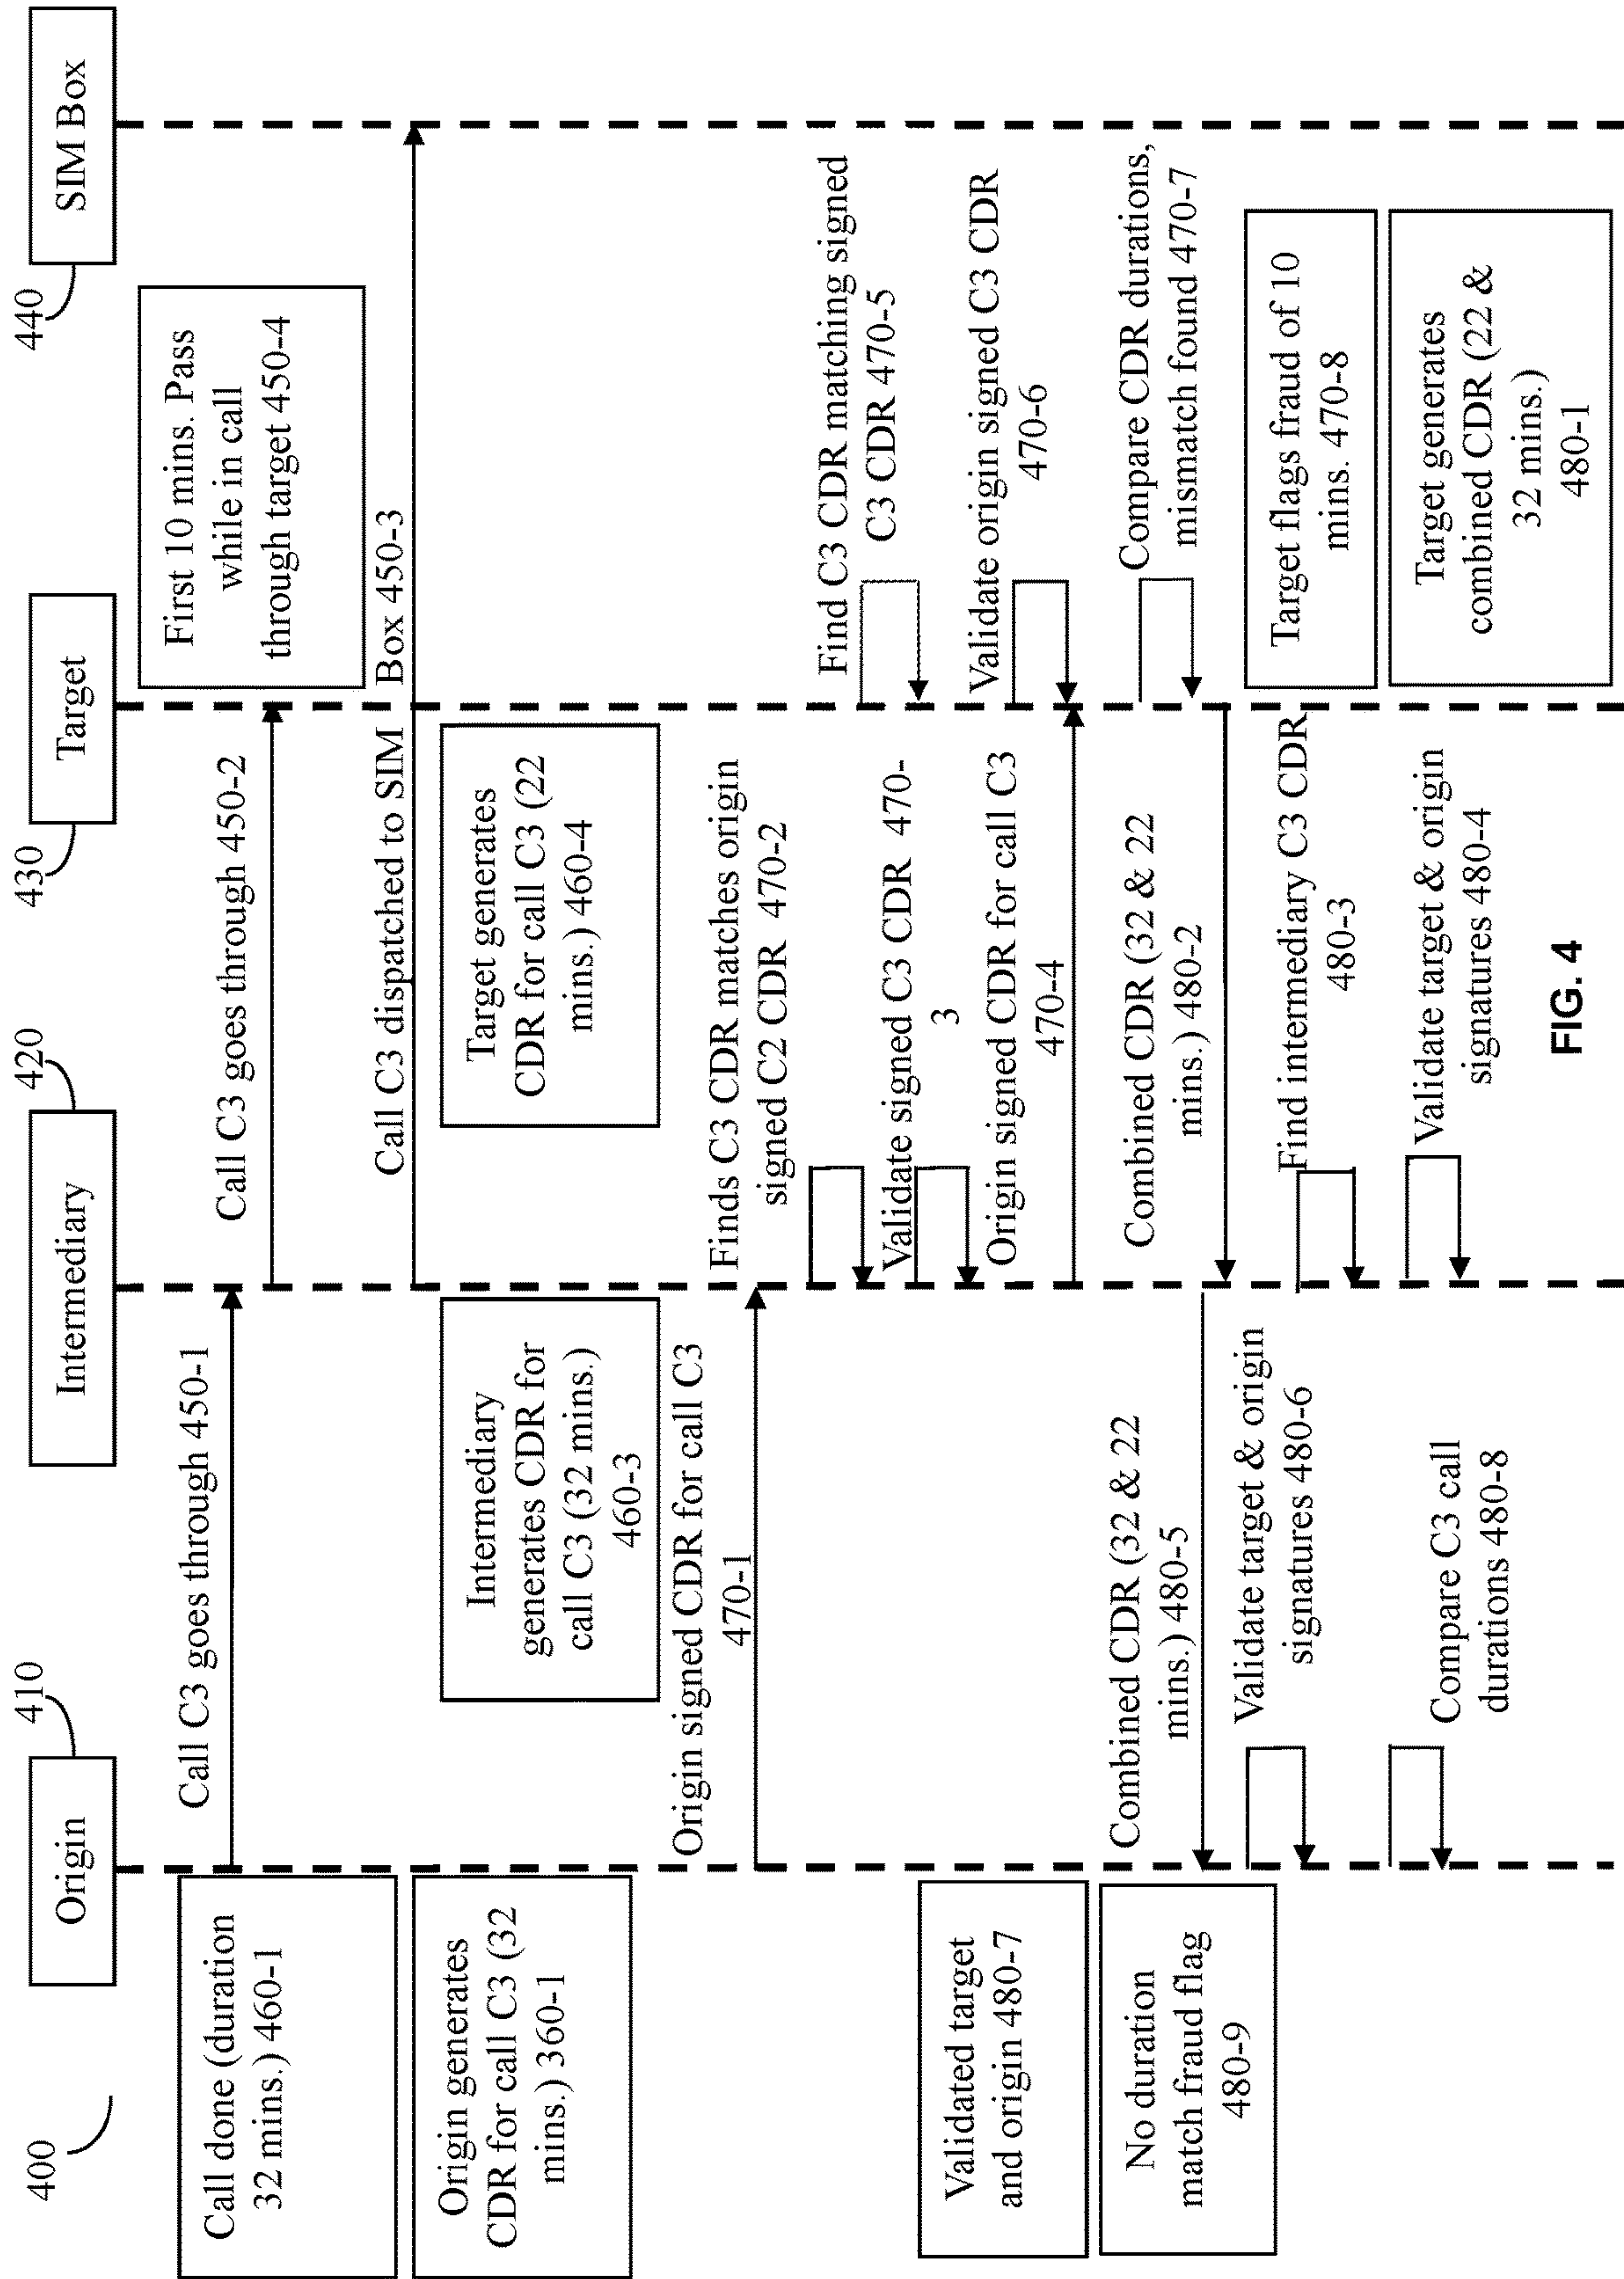 400
410
420
430
440
Origin
Intermediary
Target
SIM Box
Call done (duration
32 mins.) 460-1
Call C3 goes through 450-1
Call C3 goes through 450-2
First 10 mins. Pass
while in call
through target 450-4
Call C3 dispatched to SIM Box 450-3
Origin generates
CDR for call C3 (32
mins.) 360-1
Intermediary
generates CDR for
call C3 (32 mins.)
460-3
Target generates
CDR for call C3 (22
mins.) 460-4
Origin signed CDR for call C3
470-1
Finds C3 CDR matches origin
signed C2 CDR 470-2
Validate signed C3 CDR 470-
3
Origin signed CDR for call C3
470-4
Find C3 CDR matching signed
C3 CDR 470-5
Validate origin signed C3 CDR
470-6
Compare CDR durations,
mismatch found 470-7
Target flags fraud of 10
mins. 470-8
Target generates
combined CDR (22 &
32 mins.)
480-1
Combined CDR (32 & 22
mins.) 480-2
Find intermediary C3 CDR
480-3
Validate target & origin
signatures 480-4
Combined CDR (32 & 22
mins.) 480-5
Validate target & origin
signatures 480-6
Validated target
and origin 480-7
Compare C3 call
durations 480-8
No duration
match fraud flag
480-9
FIG. 4